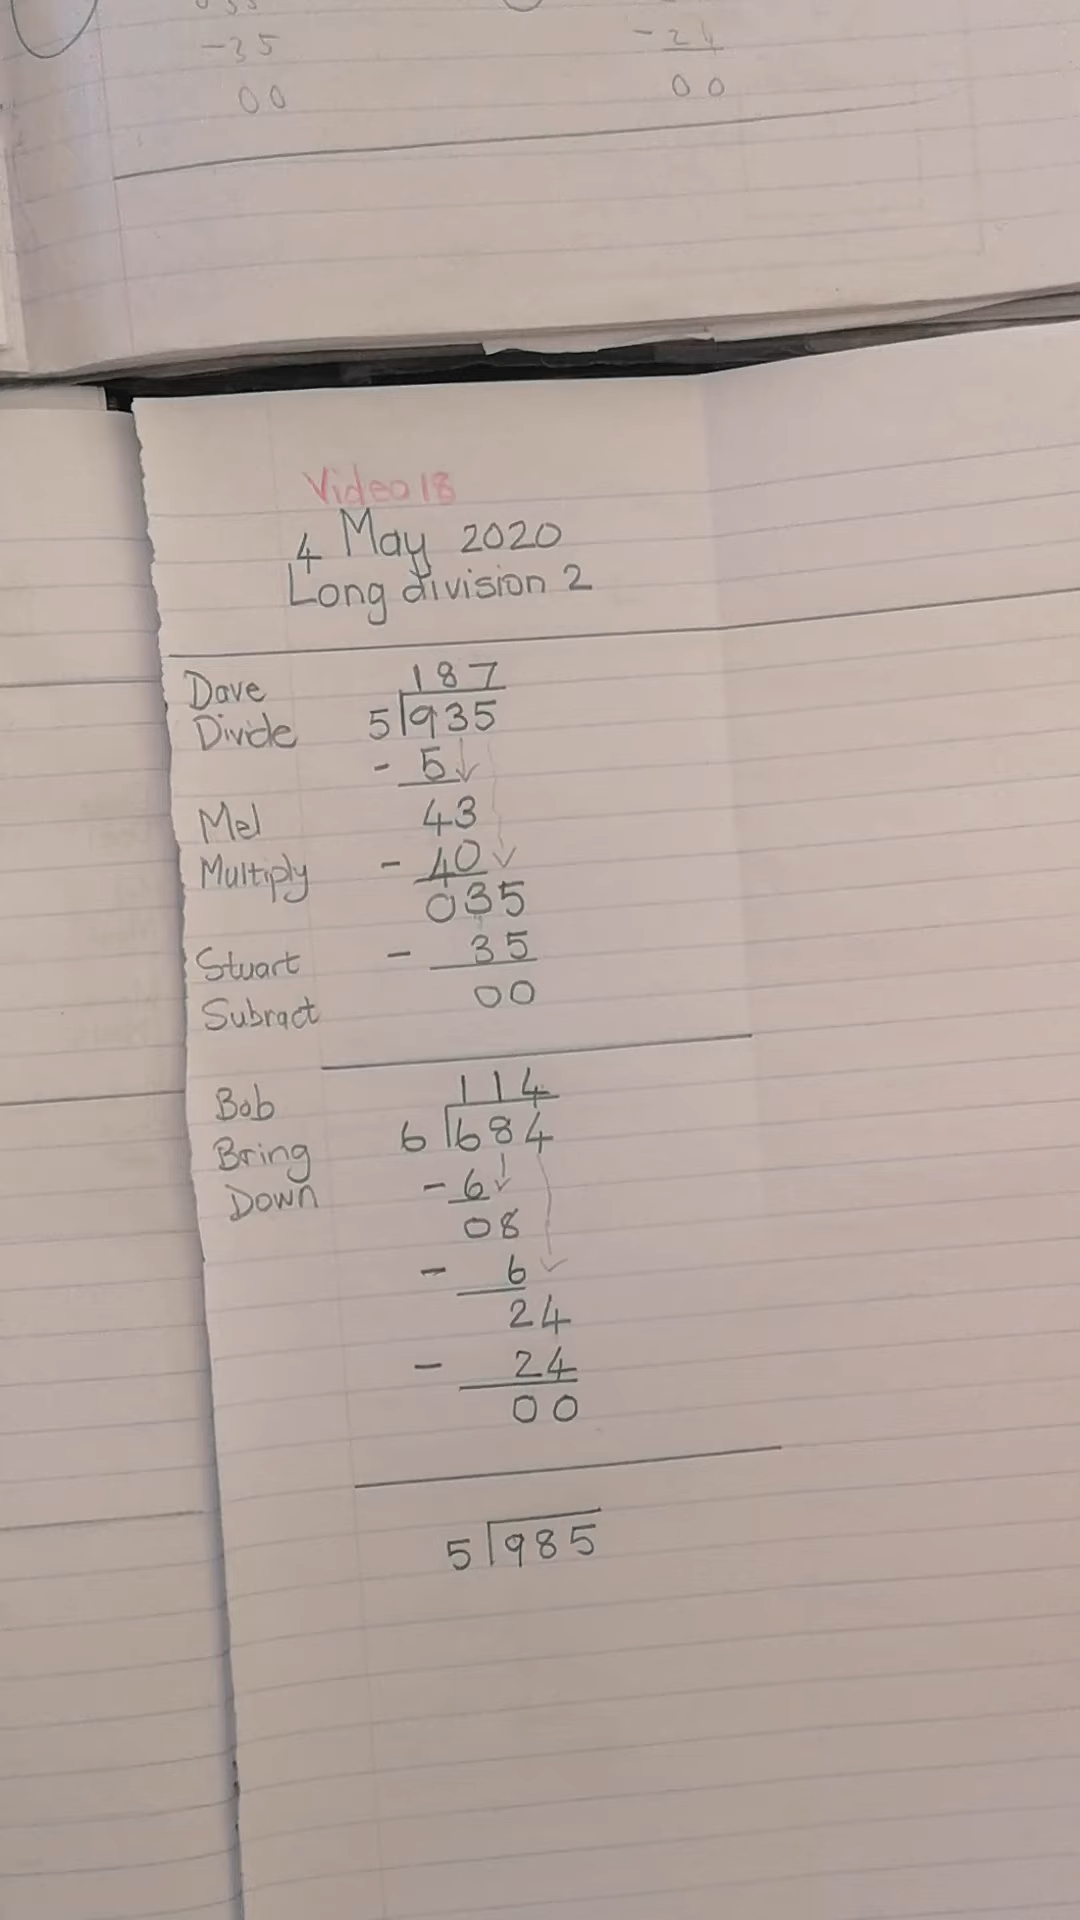 -35
-24
00
00
Video 18
4 May 2020
Long division 2
Dave
Divide
Mel
Multiply
Stuart
Subract
Bob
Bring
Down
187
5 935
- 5
43
- 40
035
- 35
00
114
6 684
- 6
08
- 6
24
- 24
00
5 985